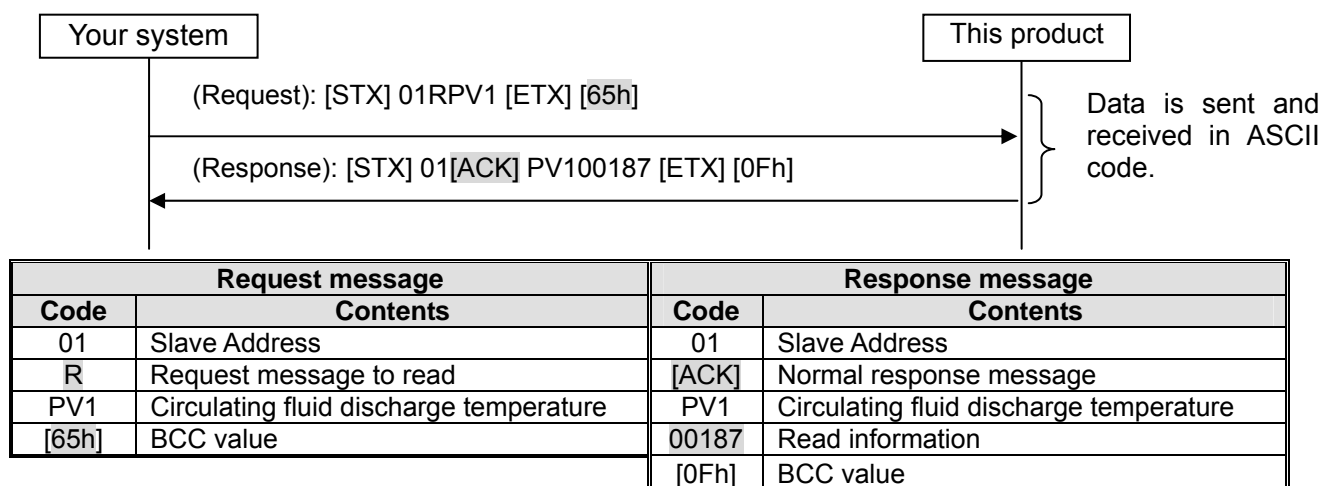 Your system
This product
(Request): [STX] 01RPV1 [ETX] [65h]
(Response): [STX] 01[ACK] PV100187 [ETX] [0Fh]
Data is sent and
received in ASCII
code.
Request message Response message
Code Contents Code Contents
01 Slave Address 01 Slave Address
R Request message to read [ACK] Normal response message
PV1 Circulating fluid discharge temperature PV1 Circulating fluid discharge temperature
[65h] BCC value 00187 Read information
[0Fh] BCC value